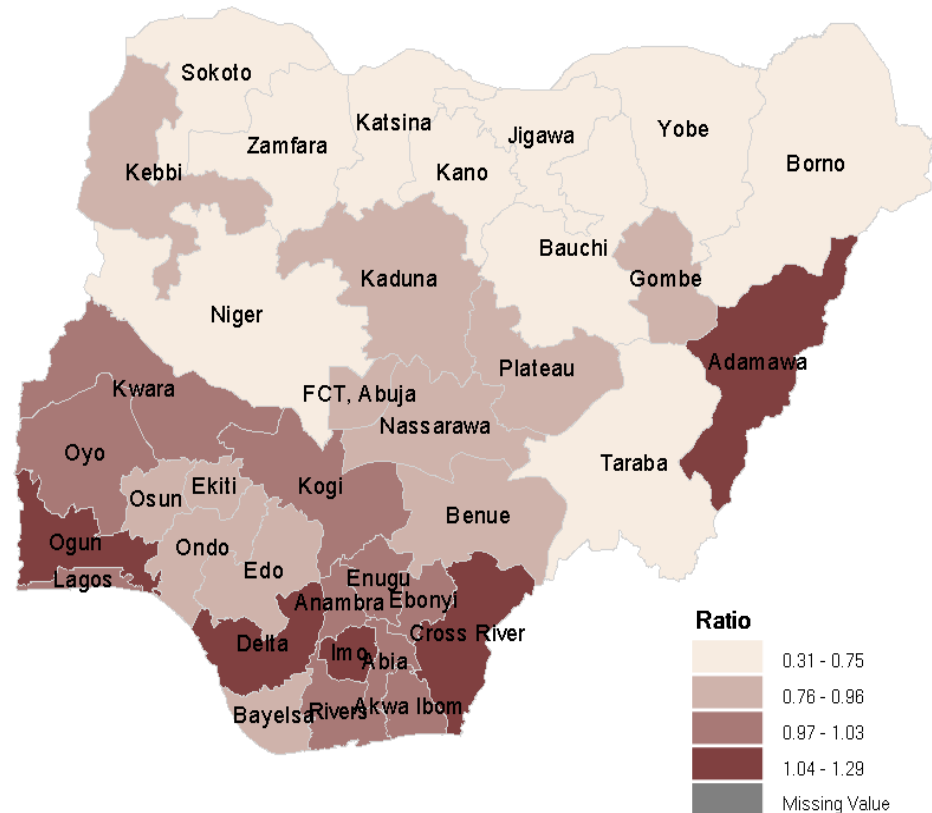 Sokoto
Katsina
Jigawa
Yobe
Zamfara
Borno
Kebbi
Kano
Bauchi
Kaduna
Gombe
Niger
Plateau
Adamawa
Kwara
FCT, Abuja
Nassarawa
Oyo
Taraba
Ekiti
Kogi
Osun
Benue
Ogun
Ondo
Edo
Lagos
Enugu
Anambra
Ebonyi
Cross River
Delta
Imo
Abia
Bayelsa
Rivers
Akwa Ibom
Ratio
0.31 - 0.75
0.76 - 0.96
0.97 - 1.03
1.04 - 1.29
Missing Value